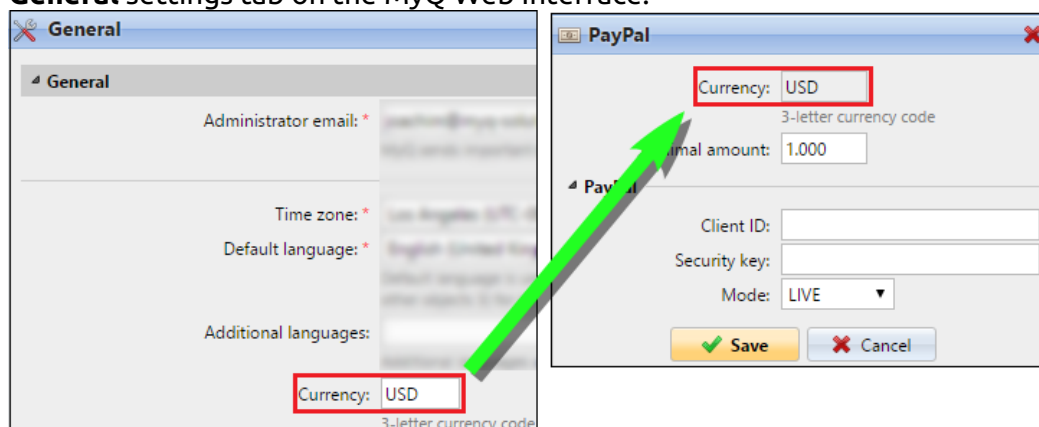 General settings tab on the MyQ Web interface.
General
General
Administrator email: *
Time zone: *
Default language: *
Additional languages:
Currency: USD
3-letter currency code
PayPal
Currency: USD
3-letter currency code
amount: 1.000
Client ID:
Security key:
Mode: LIVE
Save Cancel